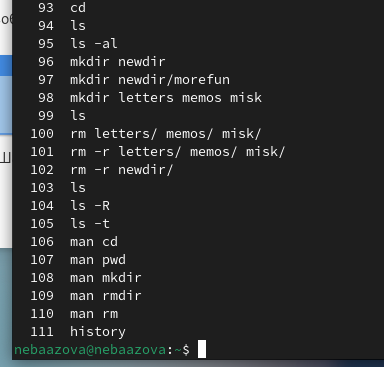 93 cd
94 ls
95 ls -al
96 mkdir newdir
97 mkdir newdir/morefun
98 mkdir letters memos misk
99 ls
100 rm letters/ memos/ misk/
101 rm -r letters/ memos/ misk/
102 rm -r newdir/
103 ls
104 ls -R
105 ls -t
106 man cd
107 man pwd
108 man mkdir
109 man rmdir
110 man rm
111 history
nebaazova@nebaazova:~$